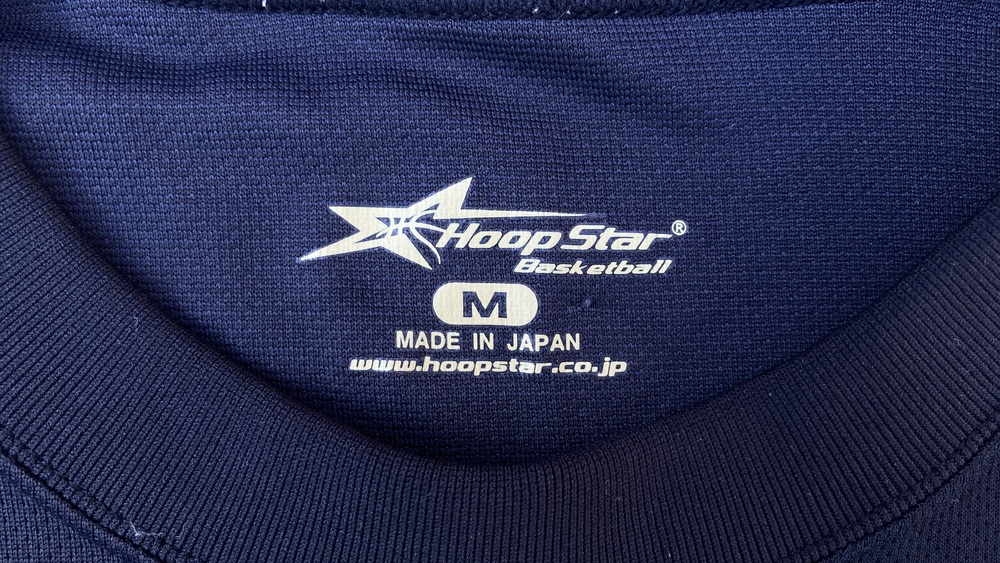 Hoop Star®
Basketball
M
MADE IN JAPAN
www.hoopstar.co.jp